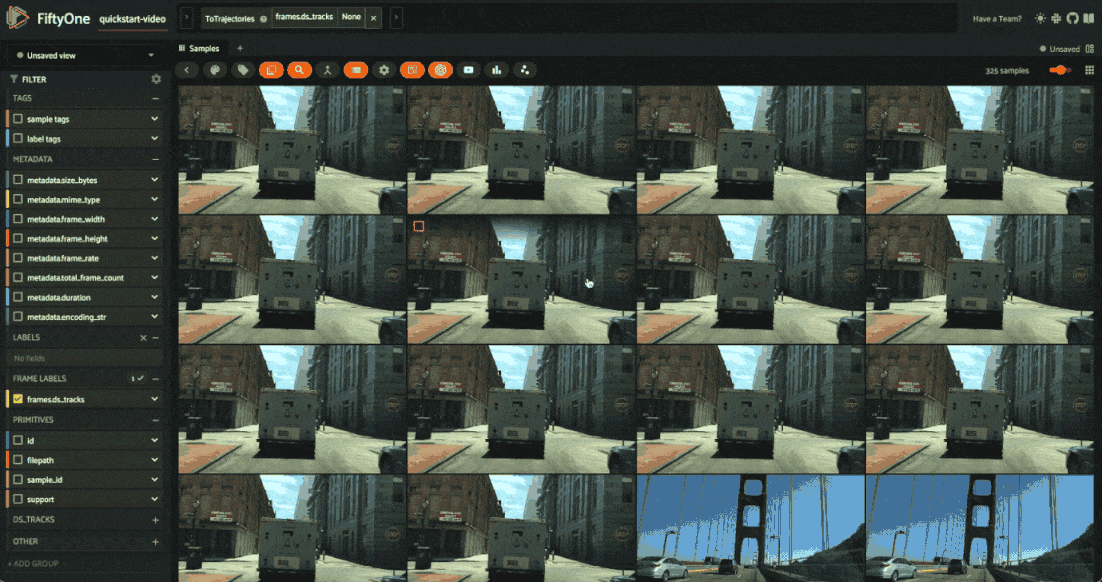 FiftyOne
quickstart-video
ToTrajectories
frames.ds_tracks
None
Have a Team?
Unsaved view
Samples
Unsaved
FILTER
325 samples
TAGS
sample tags
label tags
METADATA
metadata.size_bytes
metadata.mime_type
metadata.frame_width
metadata.frame_height
metadata.frame_rate
metadata.total_frame_count
metadata.duration
metadata.encoding_str
LABELS
No fields
FRAME LABELS
1
frames.ds_tracks
PRIMITIVES
id
filepath
sample_id
support
DS_TRACKS
OTHER
+ ADD GROUP